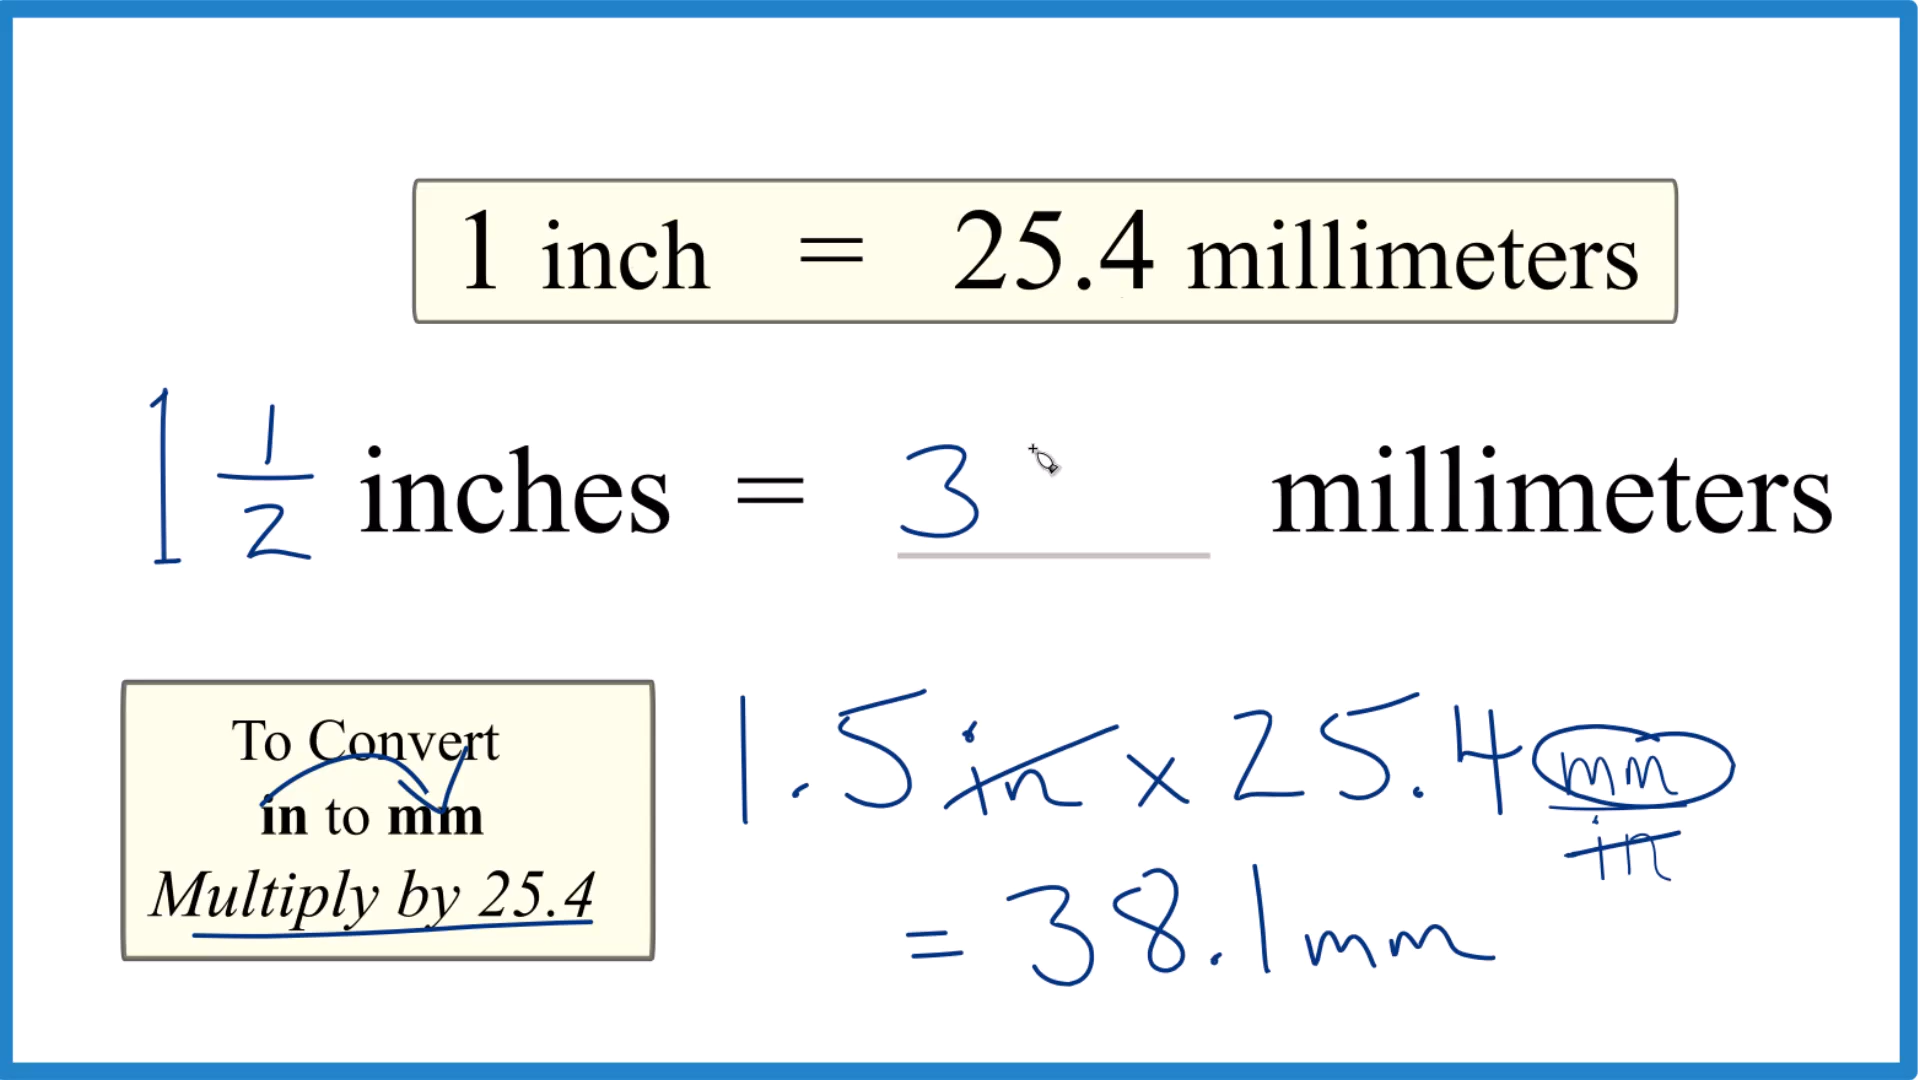 1 inch = 25.4 millimeters
1 1/2 inches = 3 millimeters
To Convert
in to mm
Multiply by 25.4
1.5 in x 25.4 mm/in
= 38.1 mm